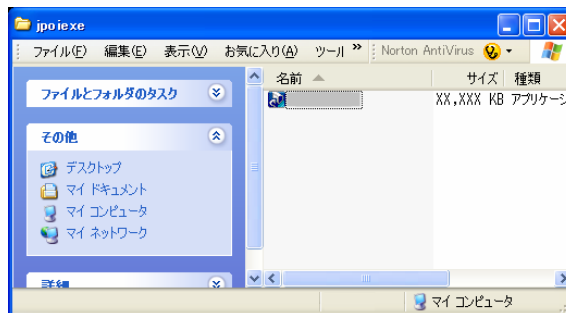 jpoiexe
ファイル(F) 編集(E) 表示(V) お気に入り(A) ツール » Norton AntiVirus
ファイルとフォルダのタスク
その他
デスクトップ
マイ ドキュメント
マイ コンピュータ
マイ ネットワーク
詳細
名前 サイズ 種類
XX,XXX KB アプリケーシ
マイ コンピュータ